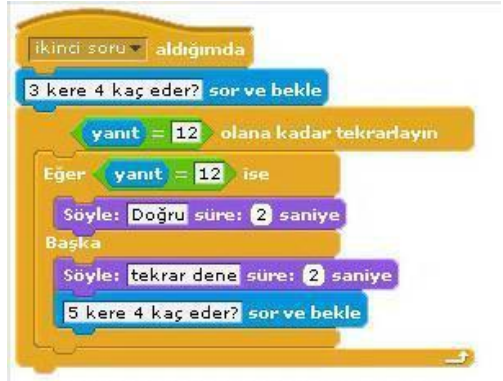 ikinci soru aldığımda
3 kere 4 kaç eder? sor ve bekle
yanıt = 12 olana kadar tekrarlayın
Eğer yanıt = 12 ise
Söyle: Doğru süre: 2 saniye
Başka
Söyle: tekrar dene süre: 2 saniye
5 kere 4 kaç eder? sor ve bekle